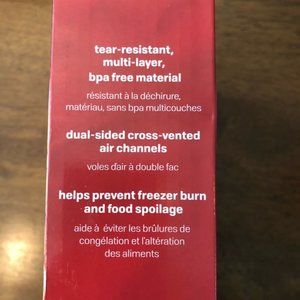 tear-resistant,
multi-layer,
bpa free material
résistant à la déchirure,
matériau, sans bpa multicouches
dual-sided cross-vented
air channels
voles d'air à double fac
helps prevent freezer burn
and food spoilage
aide à éviter les brûlures de
congélation et l'altération
des aliments